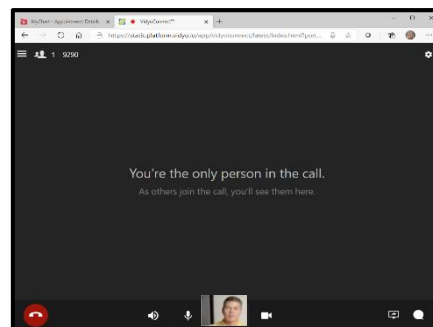 MyChart - Appointment Details
VidyoConnect™
https://static.platform.vidyo.io/app/vidyoconnect/latest/index.html?port...
1 9290
You're the only person in the call.
As others join the call, you'll see them here.